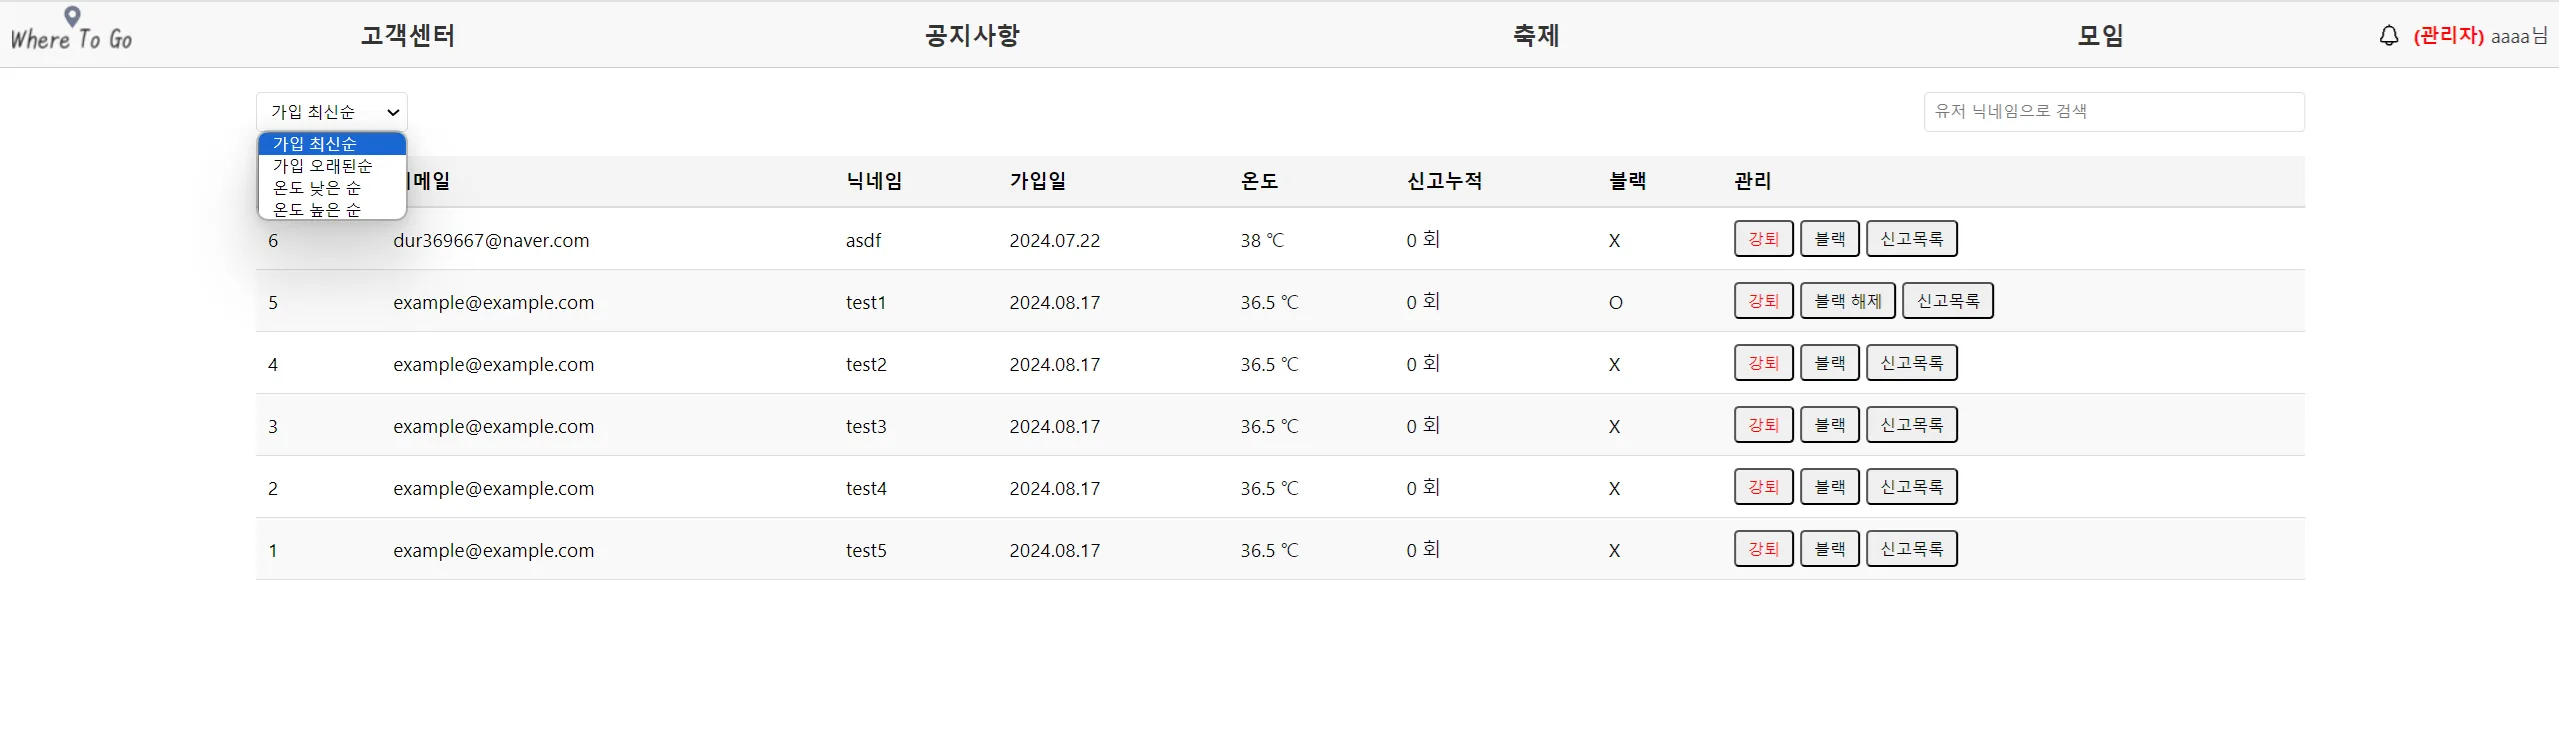 Where To Go 고객센터 공지사항 축제 모임 (관리자) aaaa님
가입 최신순 유저 닉네임으로 검색
가입 최신순
가입 오래된순
온도 낮은 순
온도 높은 순
메일 닉네임 가입일 온도 신고누적 블랙 관리
6 dur369667@naver.com asdf 2024.07.22 38 ℃ 0 회 X 강퇴 블랙 신고목록
5 example@example.com test1 2024.08.17 36.5 ℃ 0 회 O 강퇴 블랙 해제 신고목록
4 example@example.com test2 2024.08.17 36.5 ℃ 0 회 X 강퇴 블랙 신고목록
3 example@example.com test3 2024.08.17 36.5 ℃ 0 회 X 강퇴 블랙 신고목록
2 example@example.com test4 2024.08.17 36.5 ℃ 0 회 X 강퇴 블랙 신고목록
1 example@example.com test5 2024.08.17 36.5 ℃ 0 회 X 강퇴 블랙 신고목록